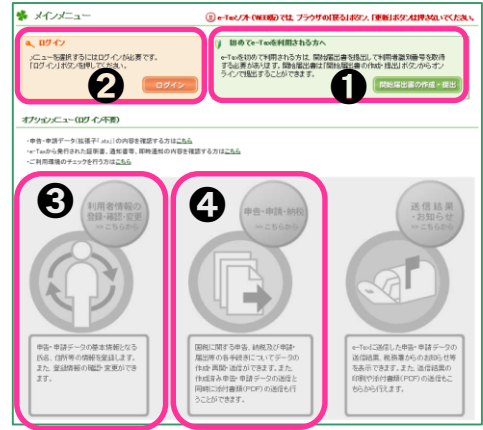 メインメニュー
e-Taxソフト(WEB版)では、ブラウザの「戻る」ボタン、「更新」ボタンは押さないでください。
ログイン
メニューを選択するにはログインが必要です。
「ログイン」ボタンを押してください。
ログイン
❷
初めてe-Taxを利用される方へ
e-Taxを初めて利用される方は、開始届出書を提出して利用者識別番号を取得
する必要があります。開始届出書は「開始届出書の作成・提出」ボタンからオン
ラインで提出することができます。
開始届出書の作成・提出
❶
オプションメニュー(ログイン不要)
・申告・申請データ(拡張子「.xtx」)の内容を確認する方はこちら
・e-Taxから発行された証明書、通知書等、即時通知の内容を確認する方はこちら
・ご利用環境のチェックを行う方はこちら
❸
利用者情報の
登録・確認・変更
>> こちらから
申告・申請データの基本情報となる
氏名、住所等の情報を登録します。
また、登録情報の確認・変更ができ
ます。
❹
申告・申請・納税
>> こちらから
国税に関する申告、納税及び申請・
届出等の各手続きについてデータの
作成・再開・送信ができます。また、
作成済み申告・申請データの送信と
同時に添付書類(PDF)の送信も行
うことができます。
送信結果
・お知らせ
>> こちらから
e-Taxに送信した申告・申請データの
送信結果、税務署からのお知らせ等
を表示できます。また、送信結果の
印刷や添付書類(PDF)の送信もこ
ちらから行えます。